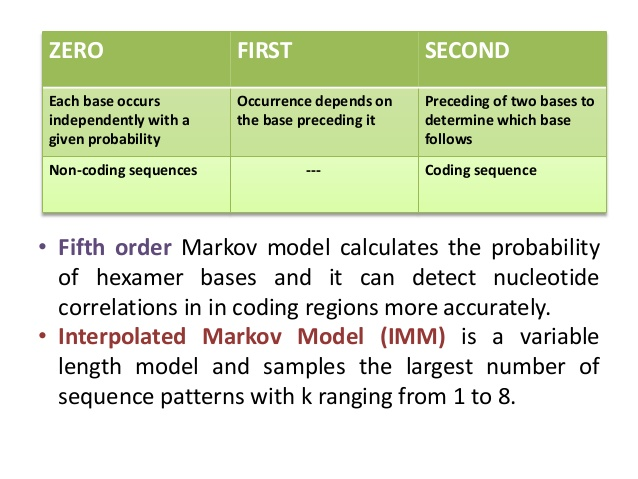 ZERO FIRST SECOND
Each base occurs independently with a given probability
Occurrence depends on the base preceding it
Preceding of two bases to determine which base follows
Non-coding sequences --- Coding sequence
• Fifth order Markov model calculates the probability
of hexamer bases and it can detect nucleotide
correlations in in coding regions more accurately.
• Interpolated Markov Model (IMM) is a variable
length model and samples the largest number of
sequence patterns with k ranging from 1 to 8.